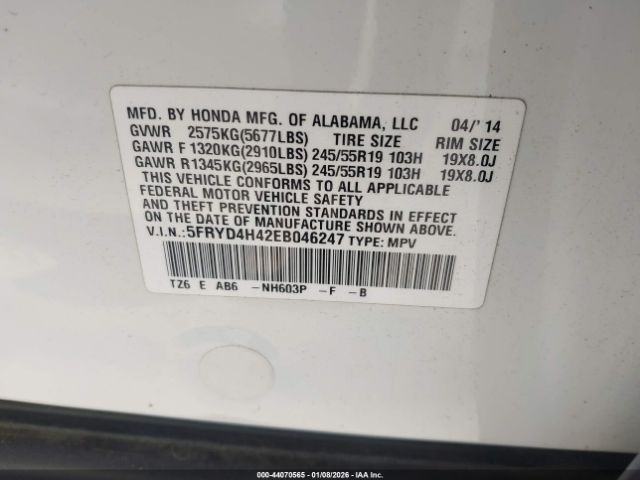 MFD. BY HONDA MFG. OF ALABAMA, LLC 04/' 14
GVWR 2575KG(5677LBS) TIRE SIZE RIM SIZE
GAWR F 1320KG(2910LBS) 245/55R19 103H 19X8.0J
GAWR R1345KG(2965LBS) 245/55R19 103H 19X8.0J
THIS VEHICLE CONFORMS TO ALL APPLICABLE
FEDERAL MOTOR VEHICLE SAFETY
STANDARDS IN EFFECT
ON THE DATE OF MANUFACTURE SHOWN ABOVE.
AND THEFT PREVENTION
V.I.N.:5FRYD4H42EB046247 TYPE: MPV
TZ6 E AB6 -NH603P -F -B
000-44070565 - 01/08/2026 - IAAI Inc.